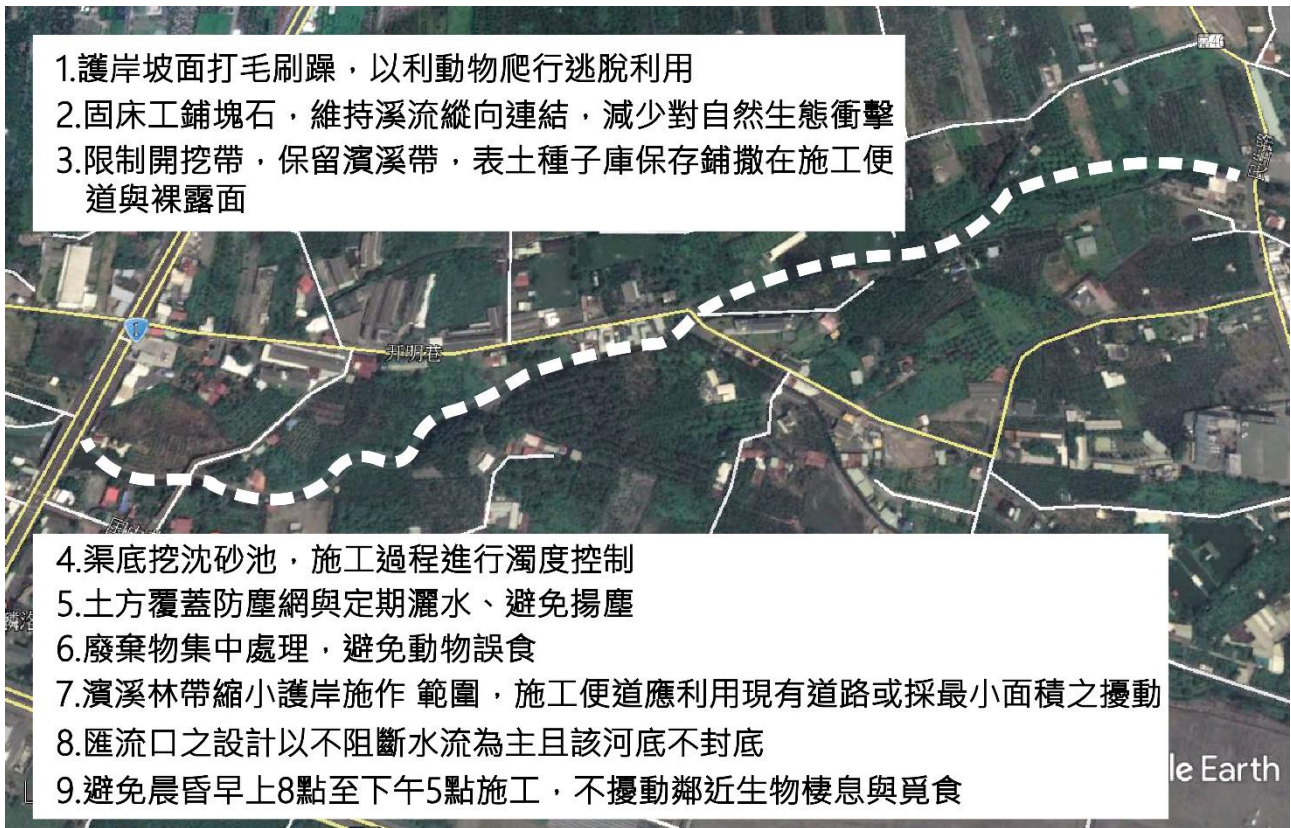 1.護岸坡面打毛刷躁，以利動物爬行逃脫利用
2.固床工鋪塊石，維持溪流縱向連結，減少對自然生態衝擊
3.限制開挖帶，保留濱溪帶，表土種子庫保存鋪撒在施工便
道與裸露面
民生路
1
开明巷
4.渠底挖沈砂池，施工過程進行濁度控制
5.土方覆蓋防塵網與定期灑水、避免揚塵
6.廢棄物集中處理，避免動物誤食
7.濱溪林帶縮小護岸施作 範圍，施工便道應利用現有道路或採最小面積之擾動
8.匯流口之設計以不阻斷水流為主且該河底不封底
9.避免晨昏早上8點至下午5點施工，不擾動鄰近生物棲息與覓食
le Earth